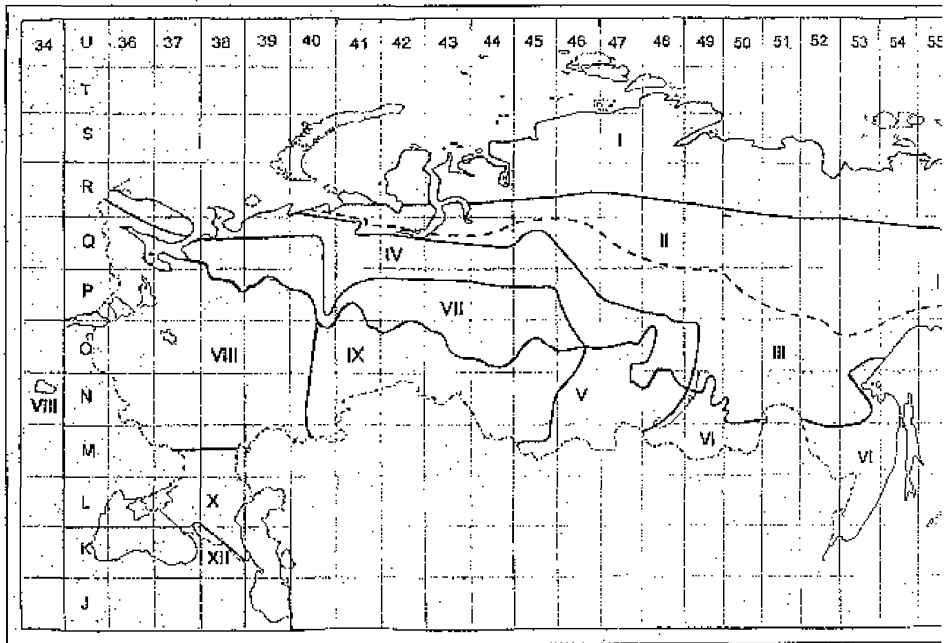 34 U 36 37 38 39 40 41 42 43 44 45 46 47 48 49 50 51 52 53 54 55
T
S I
R
Q IV II
P VII I
O VIII IX III
VIII N V
M VI VI
L X
K XII
J